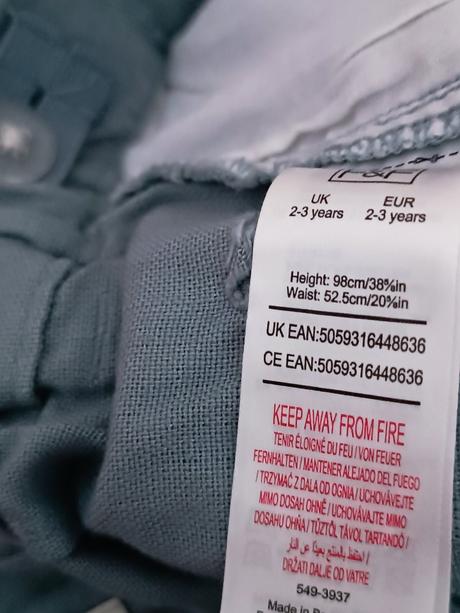 F&F
UK EUR
2-3 years 2-3 years
Height: 98cm/38⅝in
Waist: 52.5cm/20⅝in
UK EAN:5059316448636
CE EAN:5059316448636
KEEP AWAY FROM FIRE
TENIR ÉLOIGNÉ DU FEU / VON FEUER
FERNHALTEN / MANTENER ALEJADO DEL FUEGO
/ TRZYMAĆ Z DALA OD OGNIA / UCHOVÁVEJTE
MIMO DOSAH OHNĚ / UCHOVÁVAJTE MIMO
DOSAHU OHŇA / TŰZTŐL TÁVOL TARTANDÓ /
احتفظ بالمنتج بعيدًا عن النار /
DRŽATI DALJE OD VATRE
549-3937
Made in